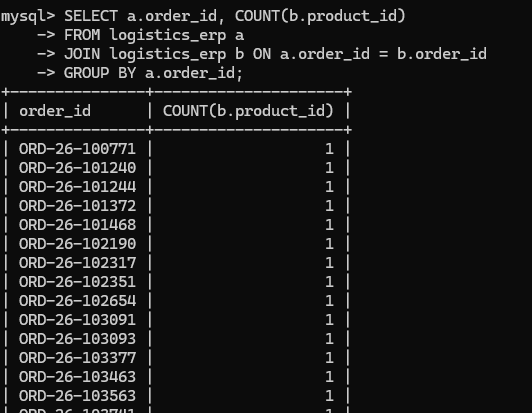 mysql> SELECT a.order_id, COUNT(b.product_id)
    -> FROM logistics_erp a
    -> JOIN logistics_erp b ON a.order_id = b.order_id
    -> GROUP BY a.order_id;
+---------------+---------------------+
| order_id      | COUNT(b.product_id) |
+---------------+---------------------+
| ORD-26-100771 |                   1 |
| ORD-26-101240 |                   1 |
| ORD-26-101244 |                   1 |
| ORD-26-101372 |                   1 |
| ORD-26-101468 |                   1 |
| ORD-26-102190 |                   1 |
| ORD-26-102317 |                   1 |
| ORD-26-102351 |                   1 |
| ORD-26-102654 |                   1 |
| ORD-26-103091 |                   1 |
| ORD-26-103093 |                   1 |
| ORD-26-103377 |                   1 |
| ORD-26-103463 |                   1 |
| ORD-26-103563 |                   1 |